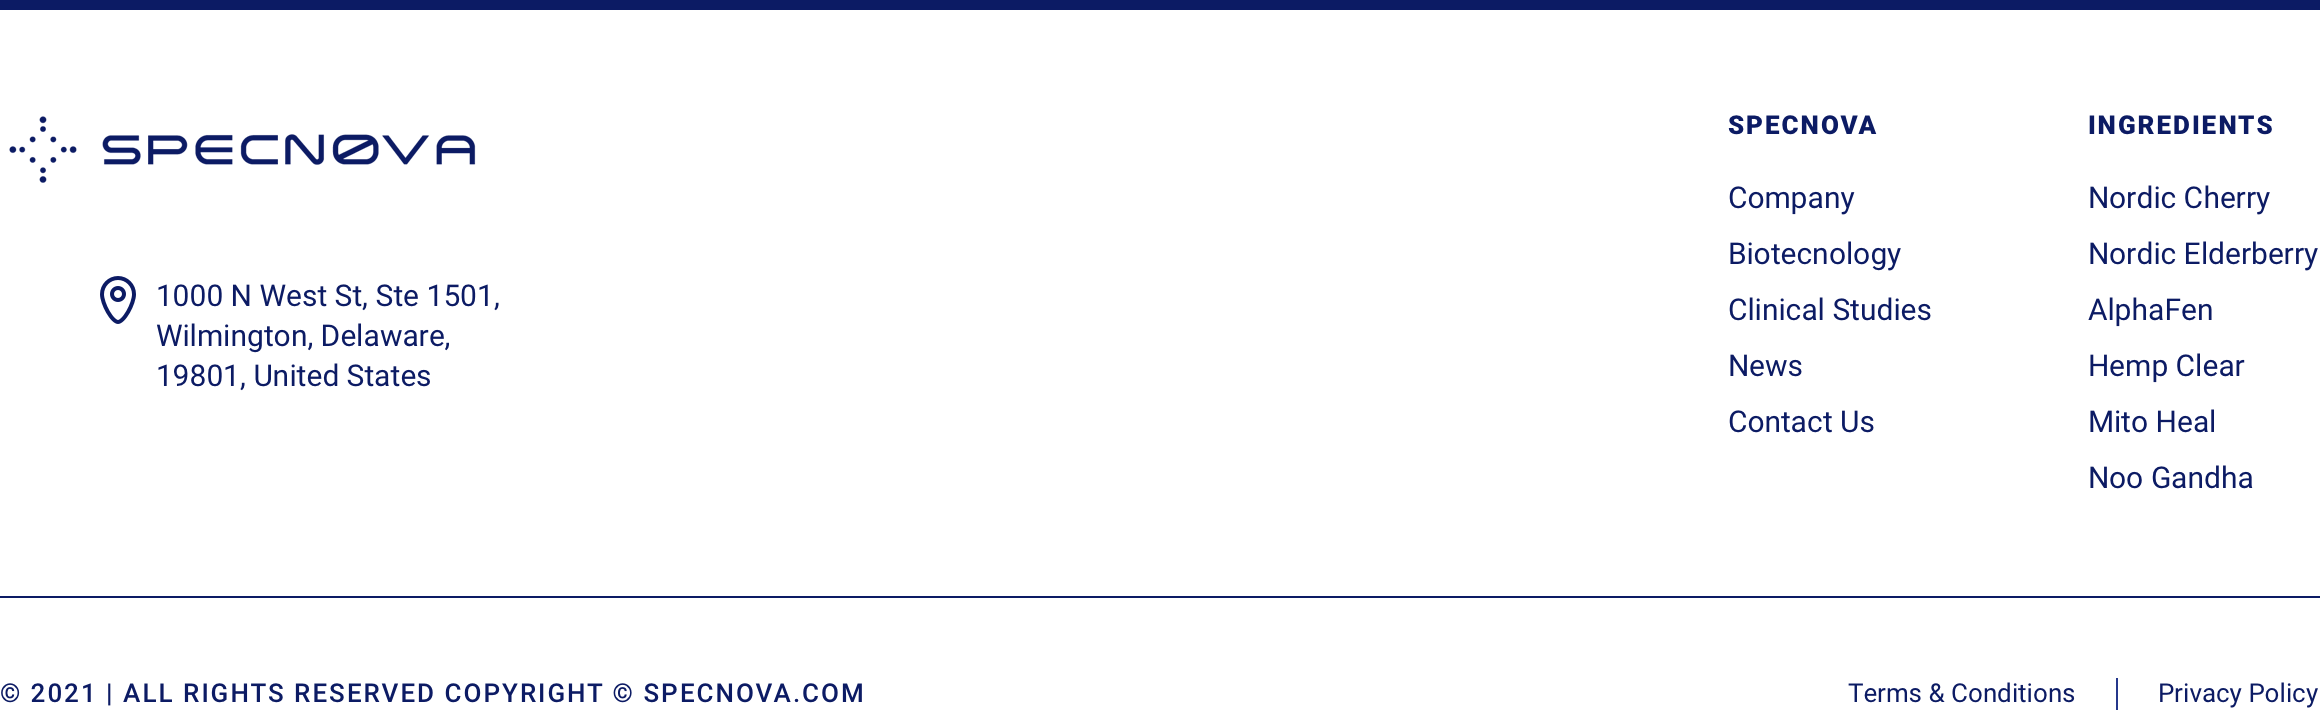 SPECNØVA
1000 N West St, Ste 1501,
Wilmington, Delaware,
19801, United States
SPECNOVA
Company
Biotecnology
Clinical Studies
News
Contact Us
INGREDIENTS
Nordic Cherry
Nordic Elderberry
AlphaFen
Hemp Clear
Mito Heal
Noo Gandha
© 2021 | ALL RIGHTS RESERVED COPYRIGHT © SPECNOVA.COM
Terms & Conditions | Privacy Policy